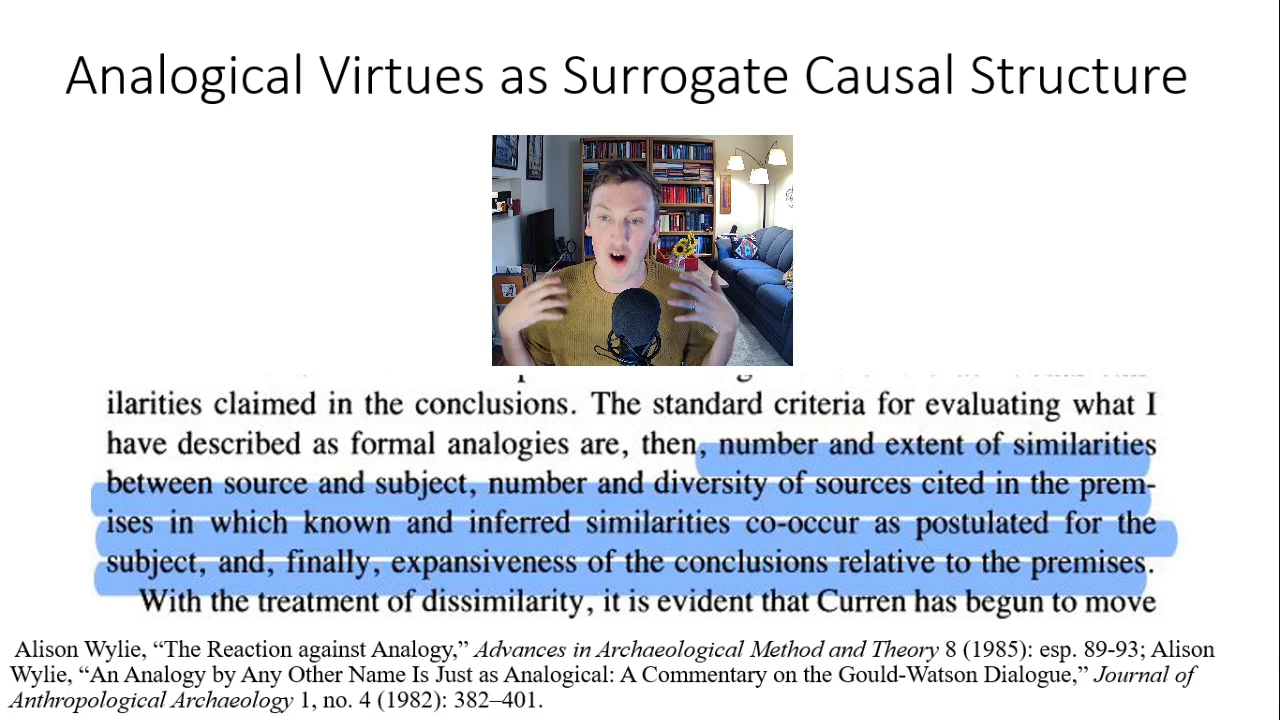 Analogical Virtues as Surrogate Causal Structure
ilarities claimed in the conclusions. The standard criteria for evaluating what I
have described as formal analogies are, then, number and extent of similarities
between source and subject, number and diversity of sources cited in the prem-
ises in which known and inferred similarities co-occur as postulated for the
subject, and, finally, expansiveness of the conclusions relative to the premises.
With the treatment of dissimilarity, it is evident that Curren has begun to move
Alison Wylie, “The Reaction against Analogy,” Advances in Archaeological Method and Theory 8 (1985): esp. 89-93; Alison
Wylie, “An Analogy by Any Other Name Is Just as Analogical: A Commentary on the Gould-Watson Dialogue,” Journal of
Anthropological Archaeology 1, no. 4 (1982): 382–401.